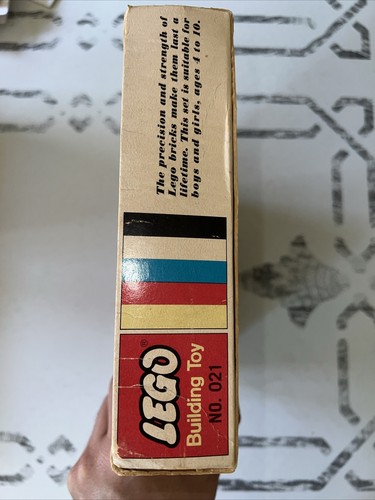 The precision and strength of
Lego bricks make them last a
lifetime. This set is suitable for
boys and girls, ages 4 to 10.
LEGO®
Building Toy
NO. 021